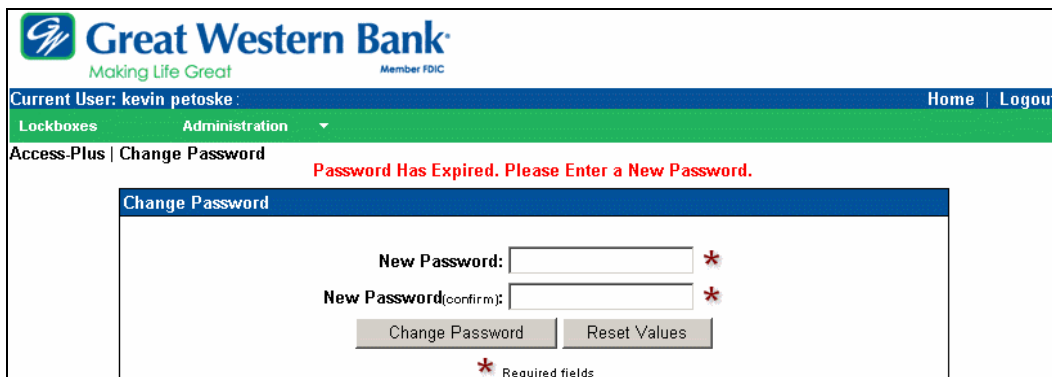 GW Great Western Bank
Making Life Great
Member FDIC
Current User: kevin petoske: Home | Logout
Lockboxes Administration
Access-Plus | Change Password
Password Has Expired. Please Enter a New Password.
Change Password
New Password: *
New Password(confirm): *
Change Password Reset Values
* Required fields